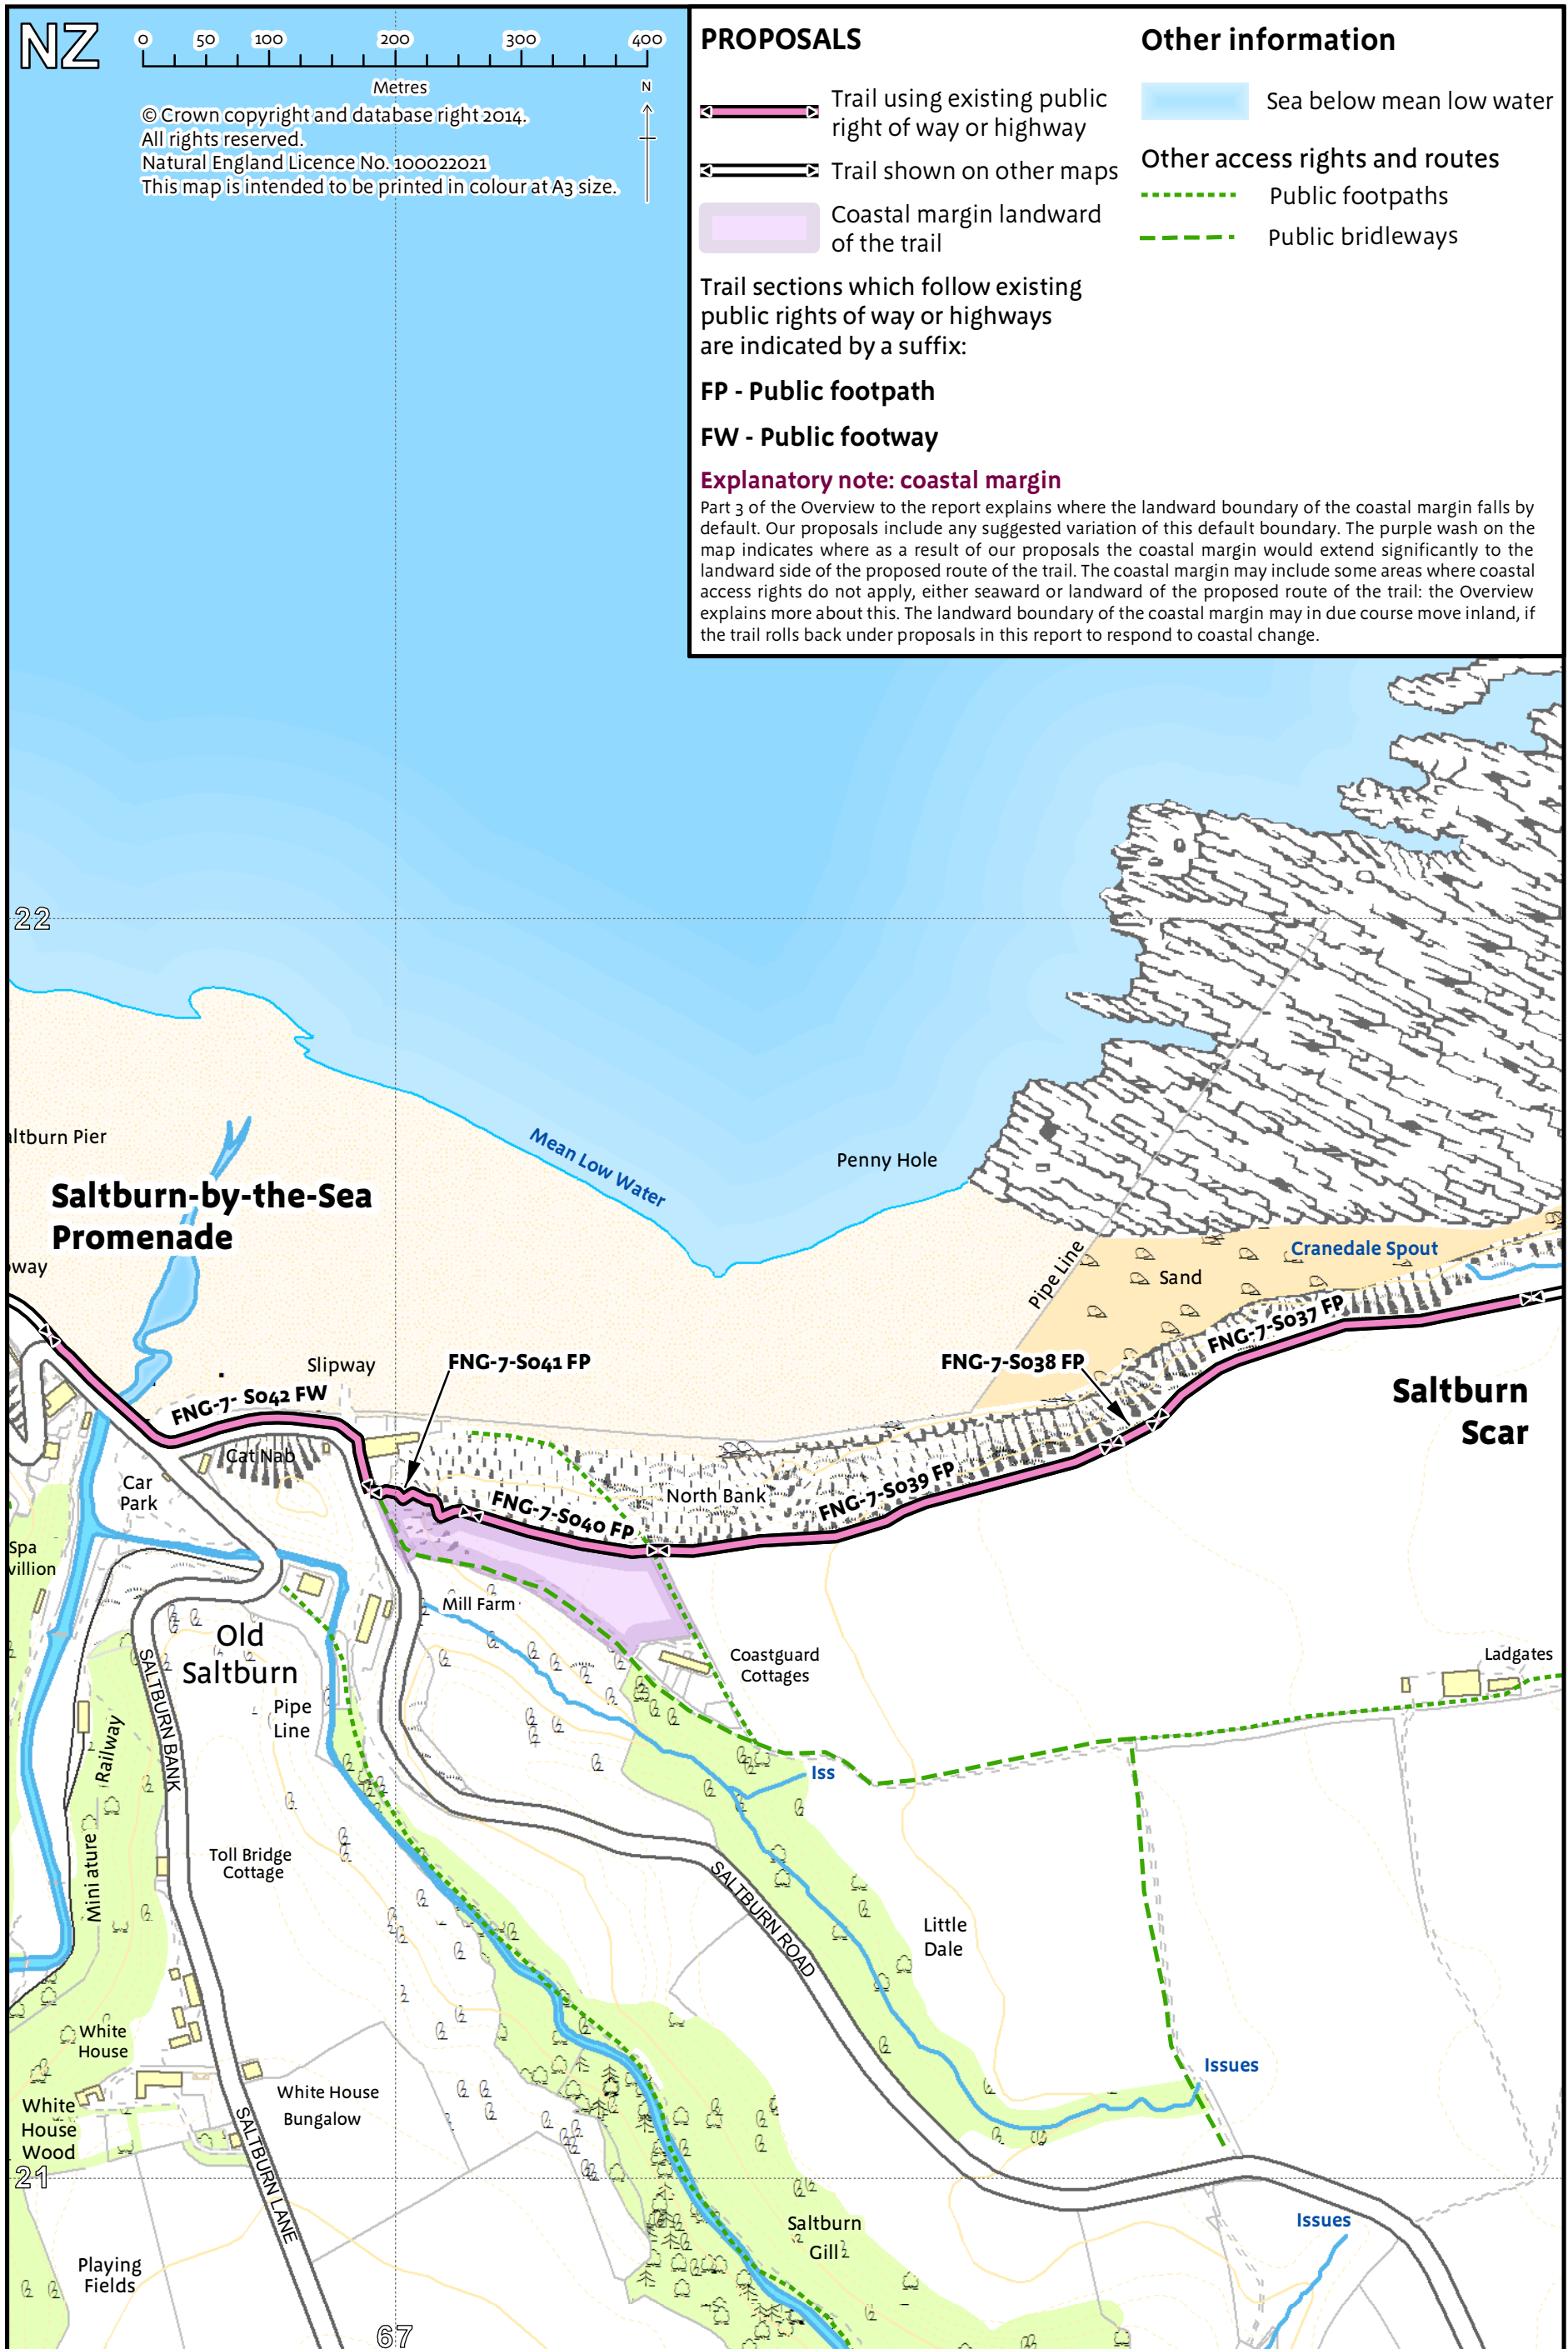 NZ
0 50 100 200 300 400
Metres
N
© Crown copyright and database right 2014.
All rights reserved.
Natural England Licence No. 100022021
This map is intended to be printed in colour at A3 size.
PROPOSALS
Trail using existing public
right of way or highway
Trail shown on other maps
Coastal margin landward
of the trail
Trail sections which follow existing
public rights of way or highways
are indicated by a suffix:
FP - Public footpath
FW - Public footway
Other information
Sea below mean low water
Other access rights and routes
Public footpaths
Public bridleways
Explanatory note: coastal margin
Part 3 of the Overview to the report explains where the landward boundary of the coastal margin falls by
default. Our proposals include any suggested variation of this default boundary. The purple wash on the
map indicates where as a result of our proposals the coastal margin would extend significantly to the
landward side of the proposed route of the trail. The coastal margin may include some areas where coastal
access rights do not apply, either seaward or landward of the proposed route of the trail: the Overview
explains more about this. The landward boundary of the coastal margin may in due course move inland, if
the trail rolls back under proposals in this report to respond to coastal change.
22
altburn Pier
Mean Low Water
Penny Hole
Saltburn-by-the-Sea
Promenade
way
Pipe Line
Sand
Cranedale Spout
FNG-7-S037 FP
Slipway
FNG-7-S041 FP
FNG-7-S038 FP
FNG-7- S042 FW
Saltburn
Scar
Cat Nab
Car
Park
North Bank
FNG-7-S039 FP
FNG-7-S040 FP
Spa
villion
Mill Farm
Old
Saltburn
Coastguard
Cottages
Ladgates
SALTBURN BANK
Pipe
Line
Railway
Mini ature
Iss
Toll Bridge
Cottage
SALTBURN ROAD
Little
Dale
White
House
Issues
White
House
Wood
White House
Bungalow
SALTBURN LANE
21
Saltburn
Gill
Issues
Playing
Fields
67